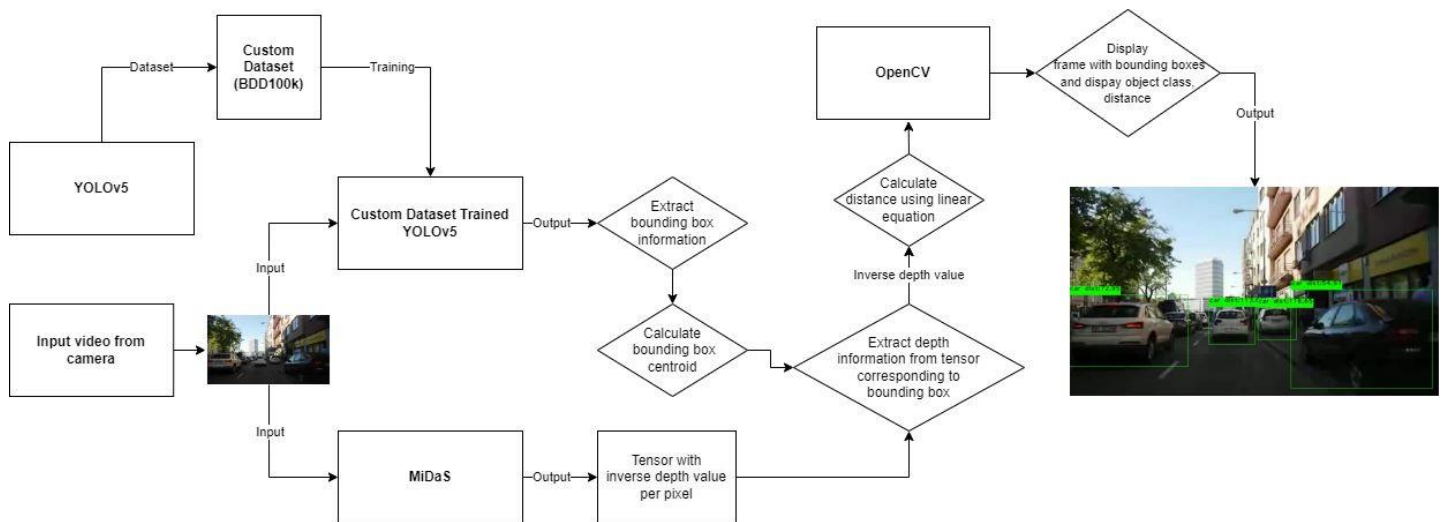 Dataset
Custom
Dataset
(BDD100k)
Training
YOLOv5
Custom Dataset Trained
YOLOv5
Output
Extract
bounding box
information
Input
Input video from
camera
Calculate
bounding box
centroid
Input
MiDaS
Output
Tensor with
inverse depth value
per pixel
Extract depth
information from tensor
corresponding to
bounding box
Inverse depth value
Calculate
distance using linear
equation
OpenCV
Display
frame with bounding boxes
and dispay object class,
distance
Output